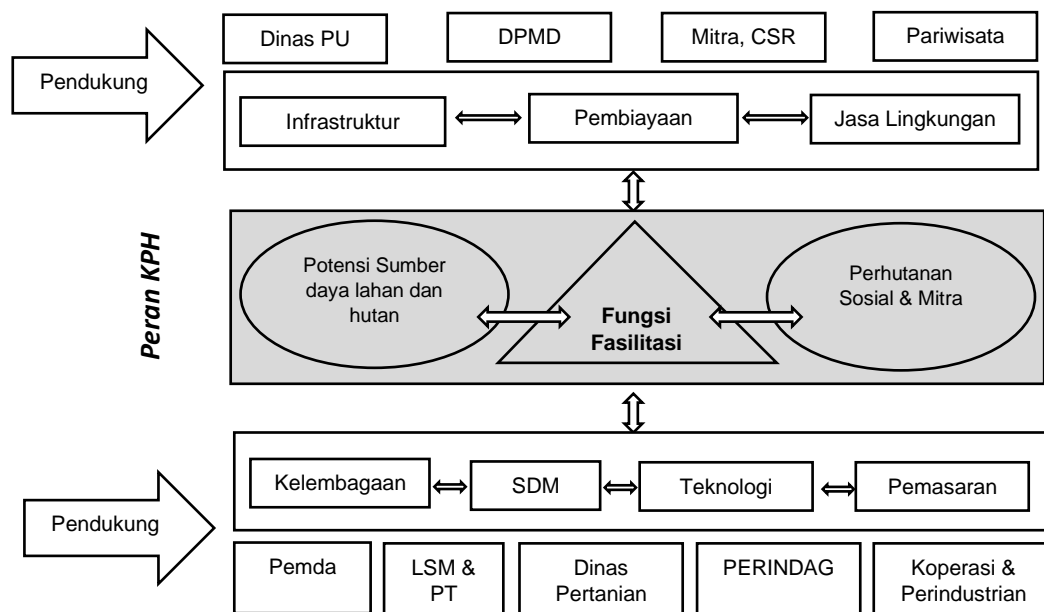 Dinas PU
DPMD
Mitra, CSR
Pariwisata
Pendukung
Infrastruktur
Pembiayaan
Jasa Lingkungan
Peran KPH
Potensi Sumber
daya lahan dan
hutan
Fungsi
Fasilitasi
Perhutanan
Sosial & Mitra
Kelembagaan
SDM
Teknologi
Pemasaran
Pendukung
Pemda
LSM &
PT
Dinas
Pertanian
PERINDAG
Koperasi &
Perindustrian